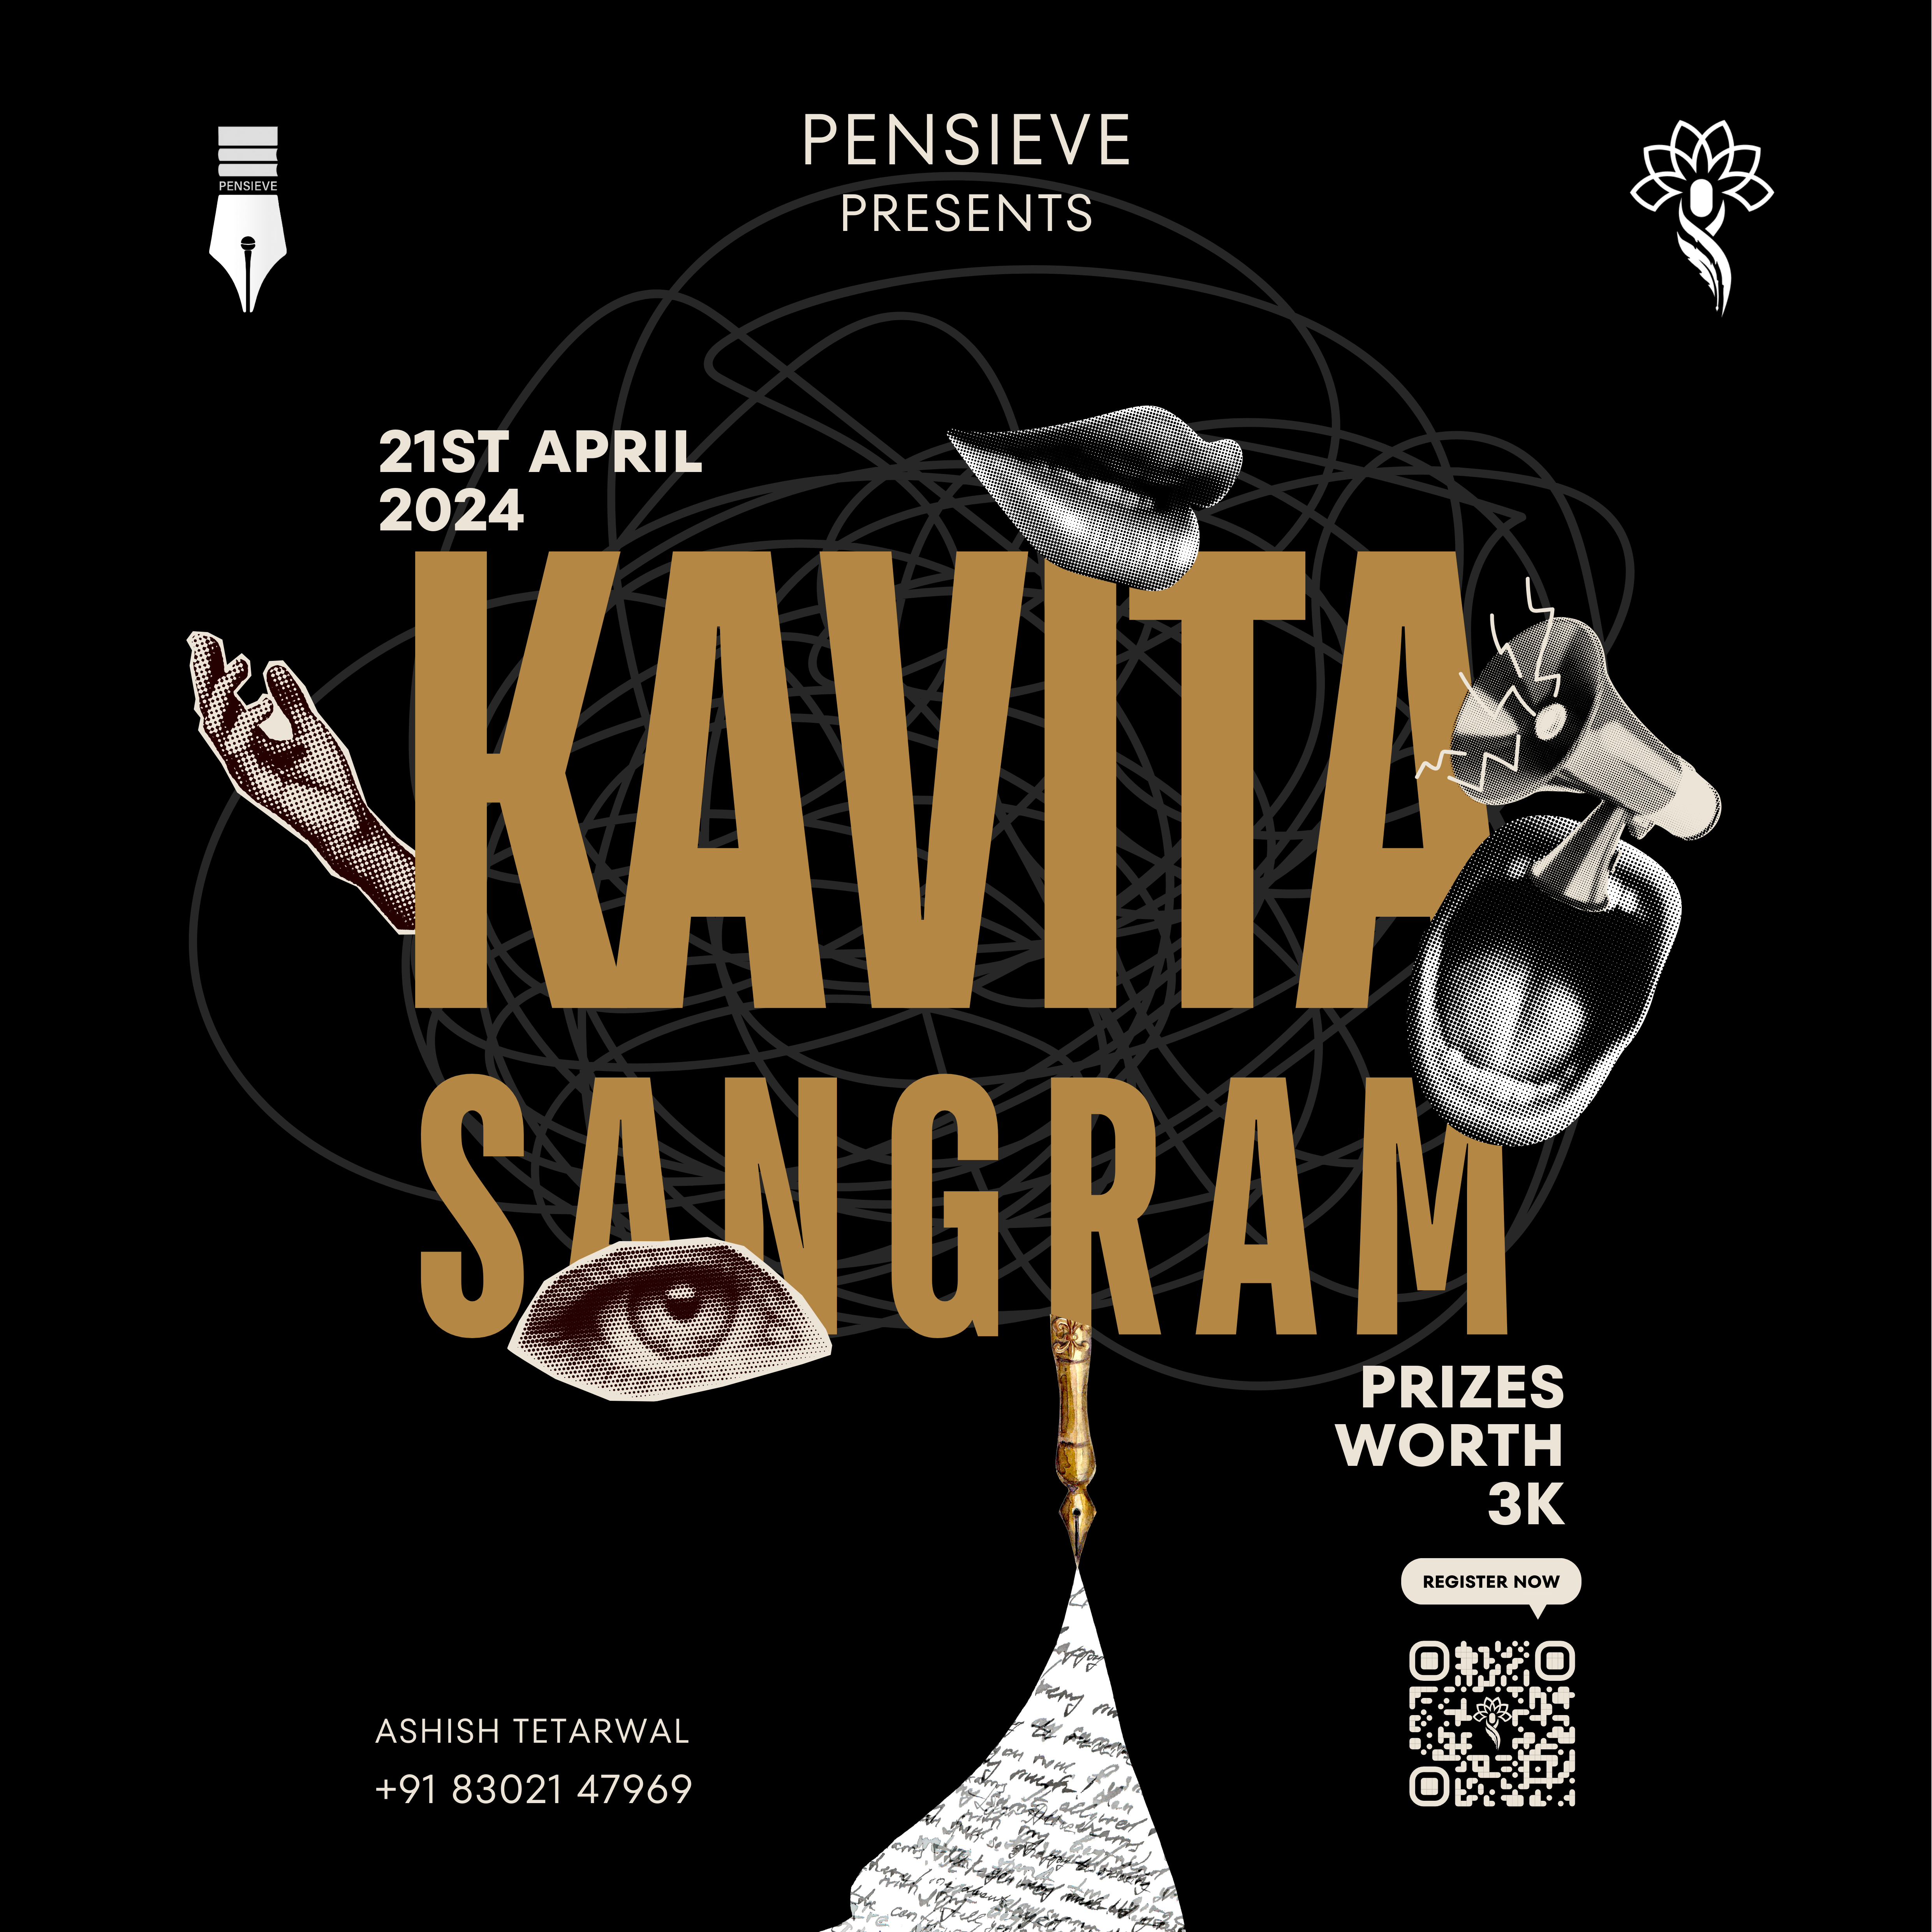 PENSIEVE
PENSIEVE
PRESENTS
21ST APRIL
2024
KAVITA
SANGRAM
PRIZES
WORTH
3K
REGISTER NOW
ASHISH TETARWAL
+91 83021 47969